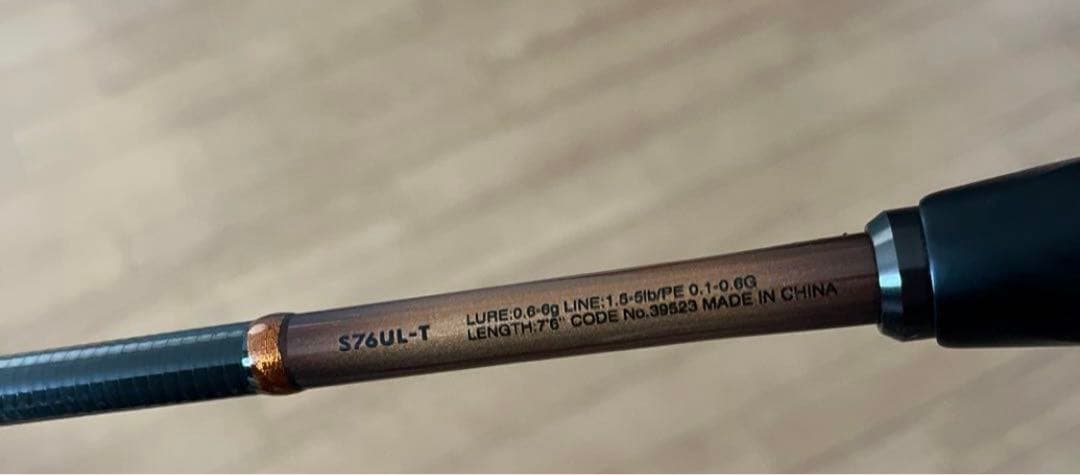 S76UL-T
LURE:0.6-6g LINE:1.5-5lb/PE 0.1-0.6G
LENGTH:7'6" CODE No.39523 MADE IN CHINA